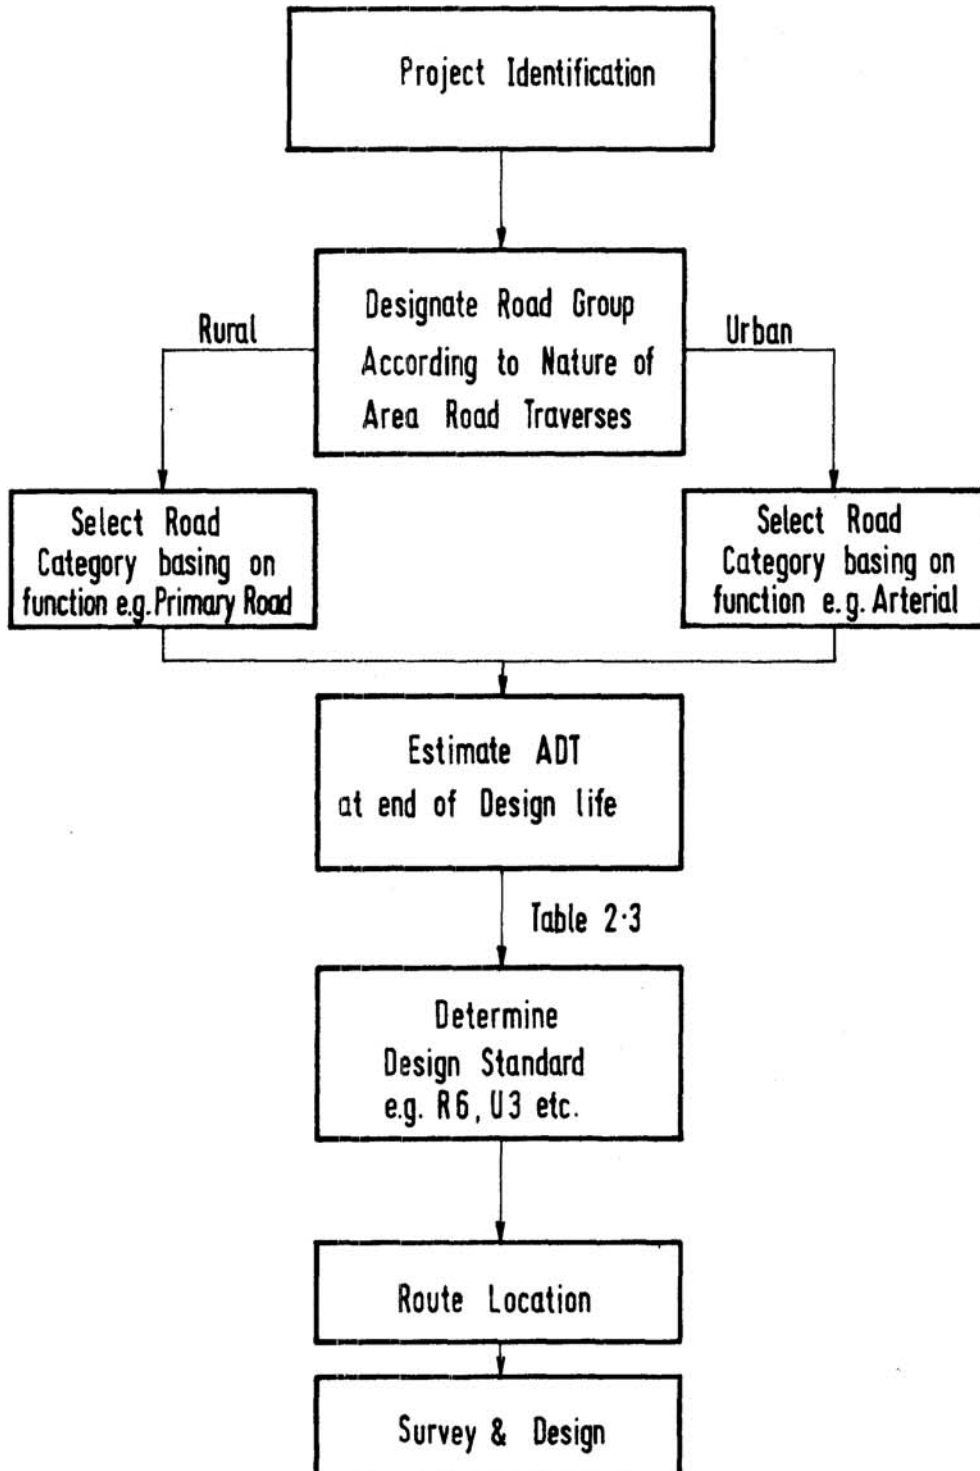 Project Identification
Designate Road Group
According to Nature of
Area Road Traverses
Rural
Urban
Select Road
Category basing on
function e.g. Primary Road
Select Road
Category basing on
function e.g. Arterial
Estimate ADT
at end of Design life
Table 2·3
Determine
Design Standard
e.g. R6, U3 etc.
Route Location
Survey & Design